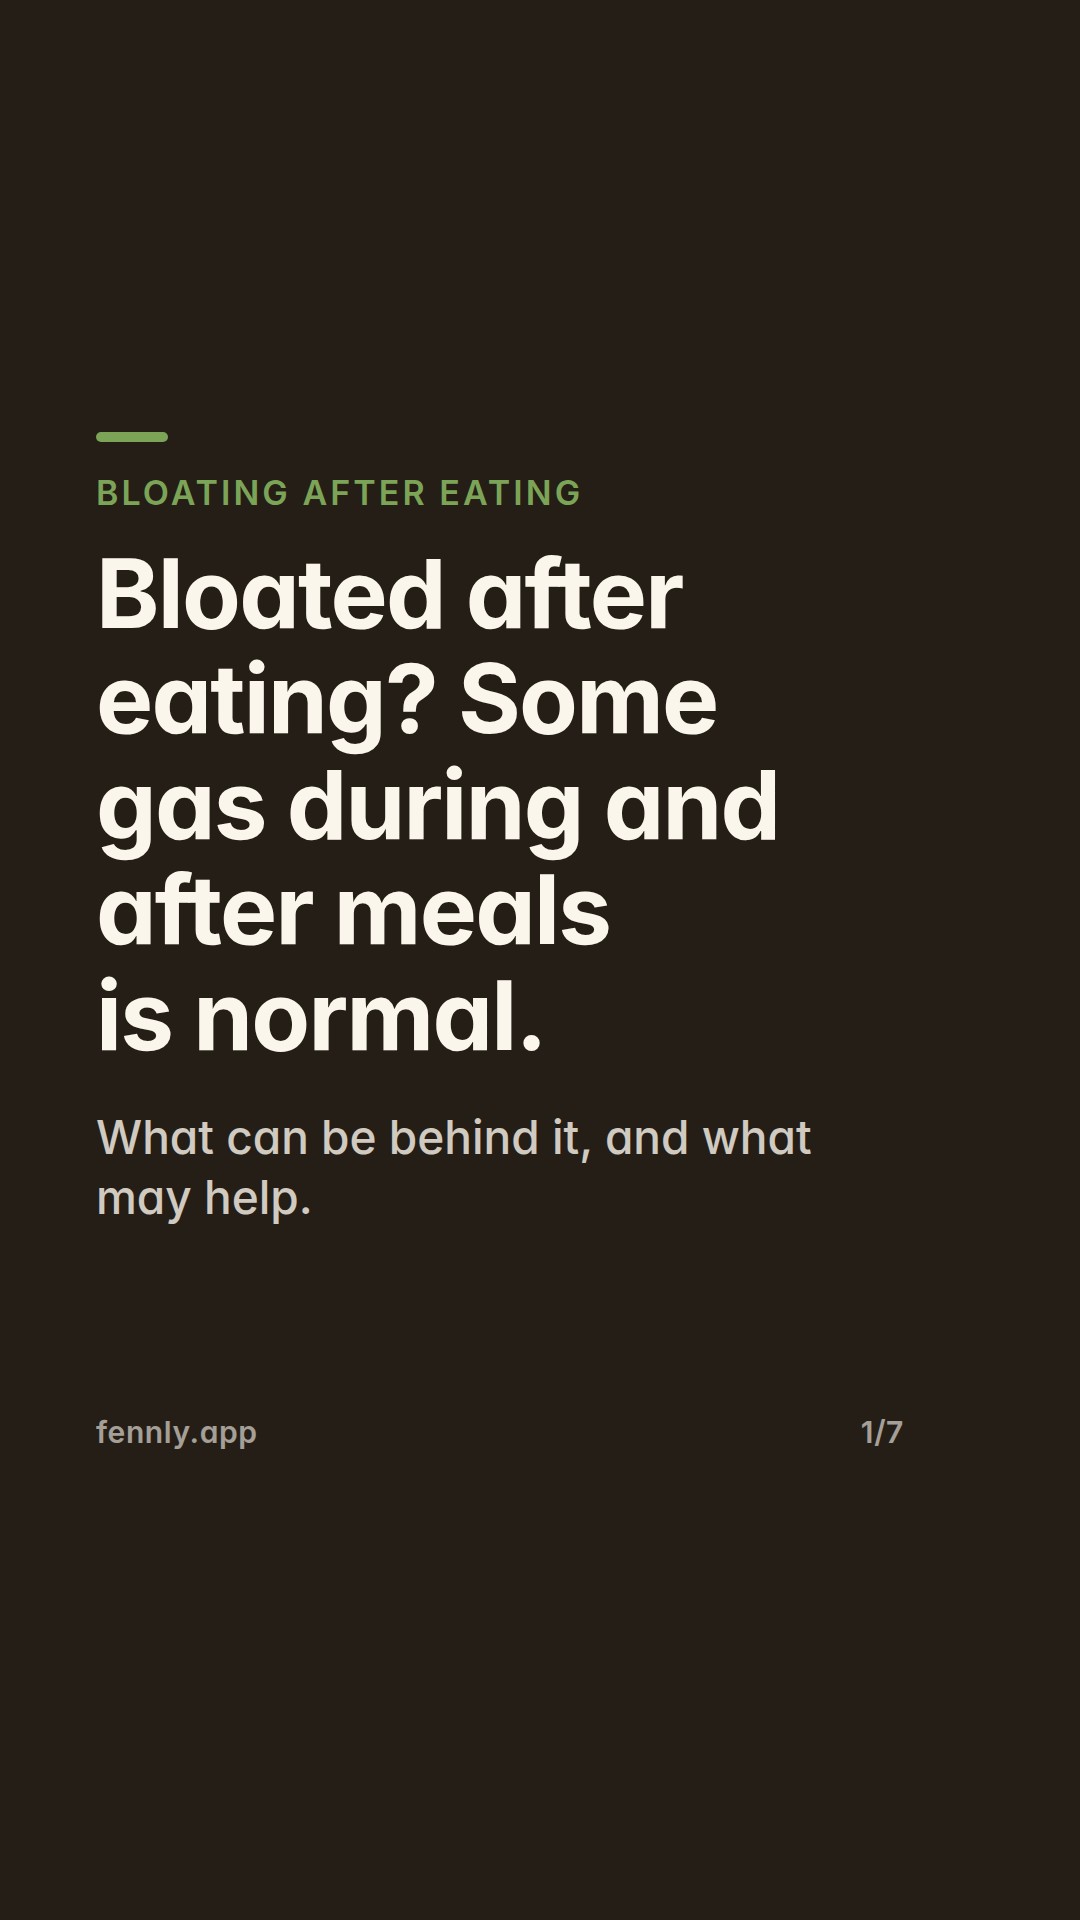 BLOATING AFTER EATING
Bloated after
eating? Some
gas during and
after meals
is normal.
What can be behind it, and what
may help.
fennly.app
1/7